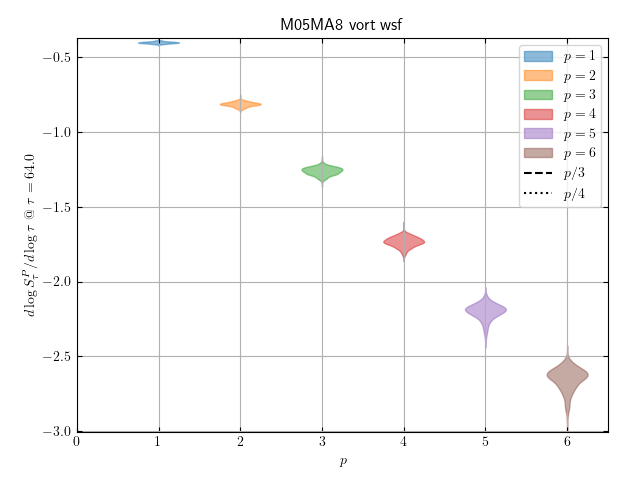 M05MA8 vort wsf
d log S_τ^P / d log τ @ τ = 64.0
−0.5
−1.0
−1.5
−2.0
−2.5
−3.0
0 1 2 3 4 5 6
p
p = 1
p = 2
p = 3
p = 4
p = 5
p = 6
p/3
p/4